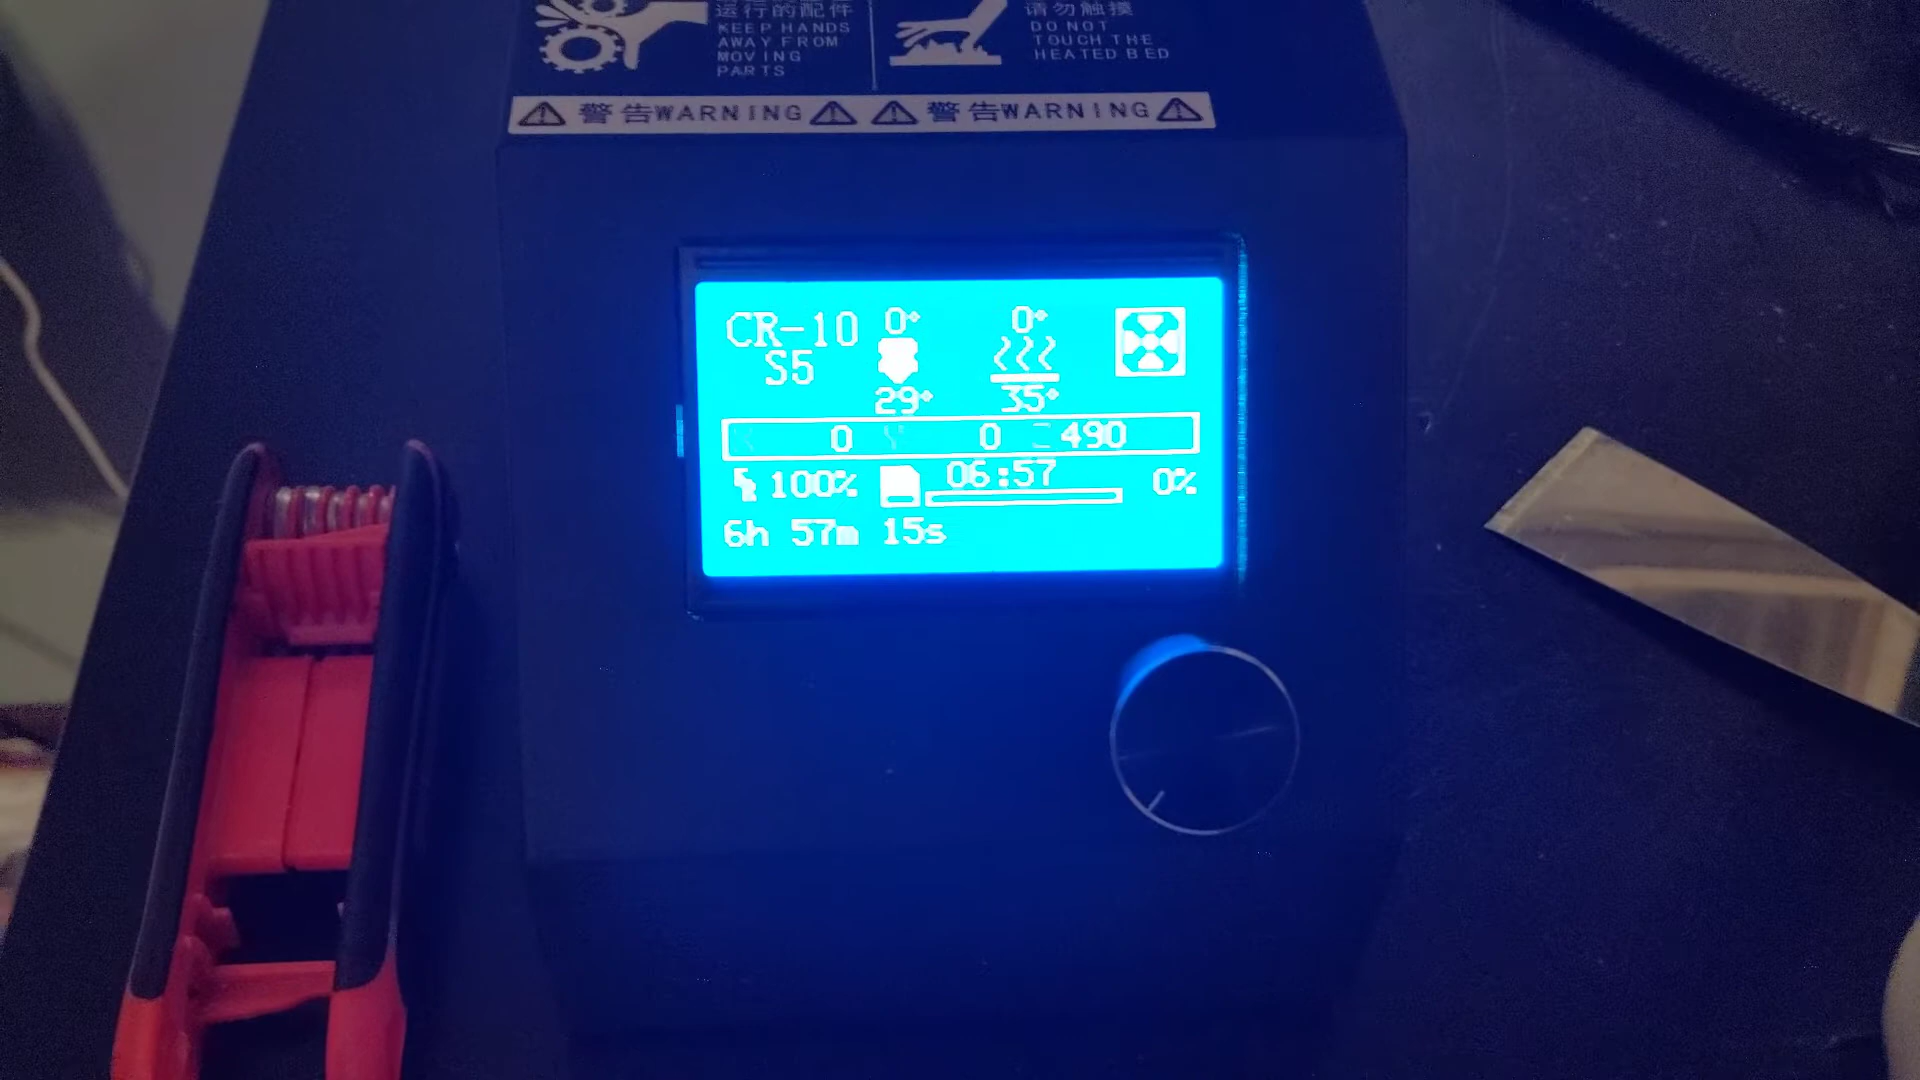 运行的配件
KEEP HANDS
AWAY FROM
MOVING
PARTS
请勿触摸
DO NOT
TOUCH THE
HEATED BED
警告WARNING
警告WARNING
CR-10
S5
0°
0°
29°
35°
X 0 Y 0 Z 490
100%
06:57
0%
6h 57m 15s